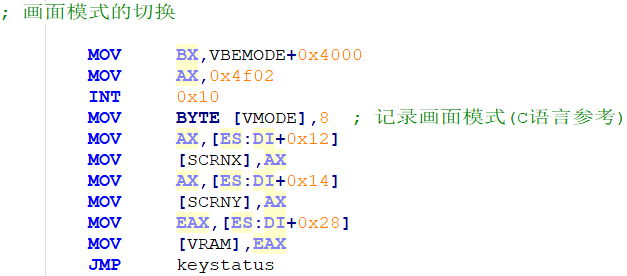 ; 画面模式的切换
MOV BX,VBEMODE+0x4000
MOV AX,0x4f02
INT 0x10
MOV BYTE [VMODE],8 ; 记录画面模式(C语言参考)
MOV AX,[ES:DI+0x12]
MOV [SCRNX],AX
MOV AX,[ES:DI+0x14]
MOV [SCRNY],AX
MOV EAX,[ES:DI+0x28]
MOV [VRAM],EAX
JMP keystatus